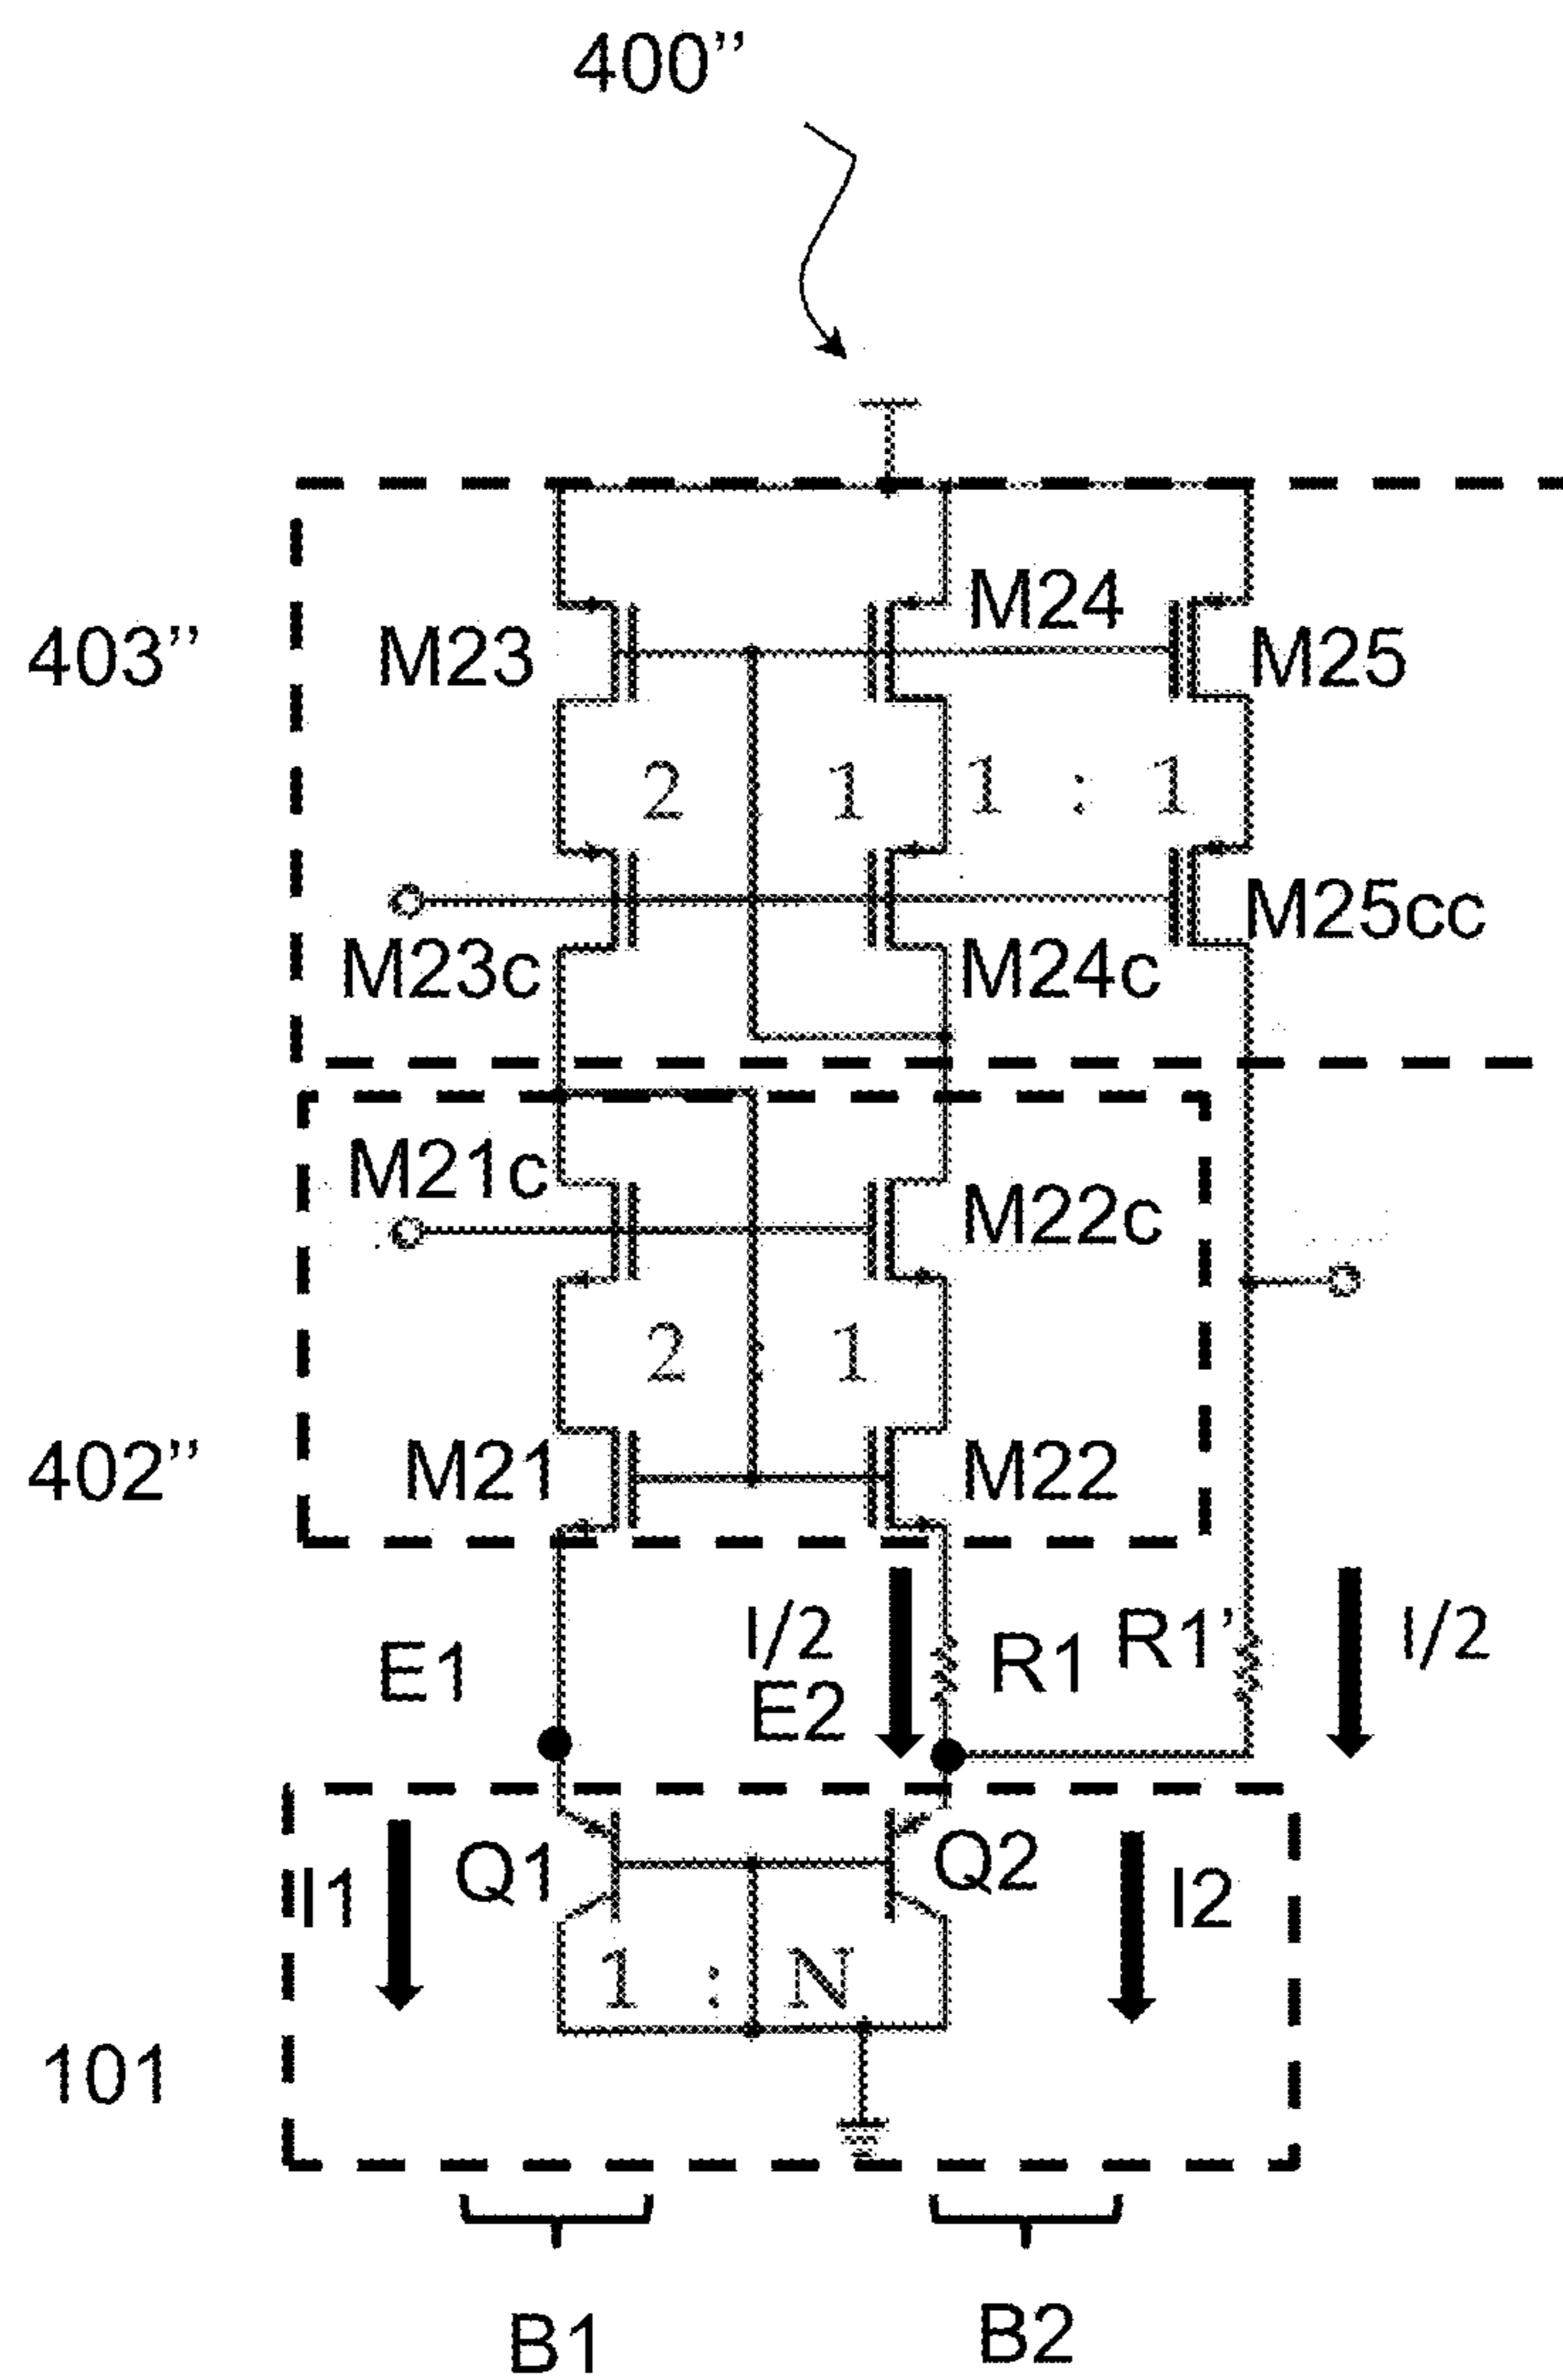 400”
M24
403”
M23
M25
2 1 1 : 1
M25cc
M23c
M24c
M21c
M22c
2 : 1
402”
M21
M22
I/2
R1
R1’
I/2
E1
E2
Q1
Q2
I1
I2
1 : N
101
B1
B2